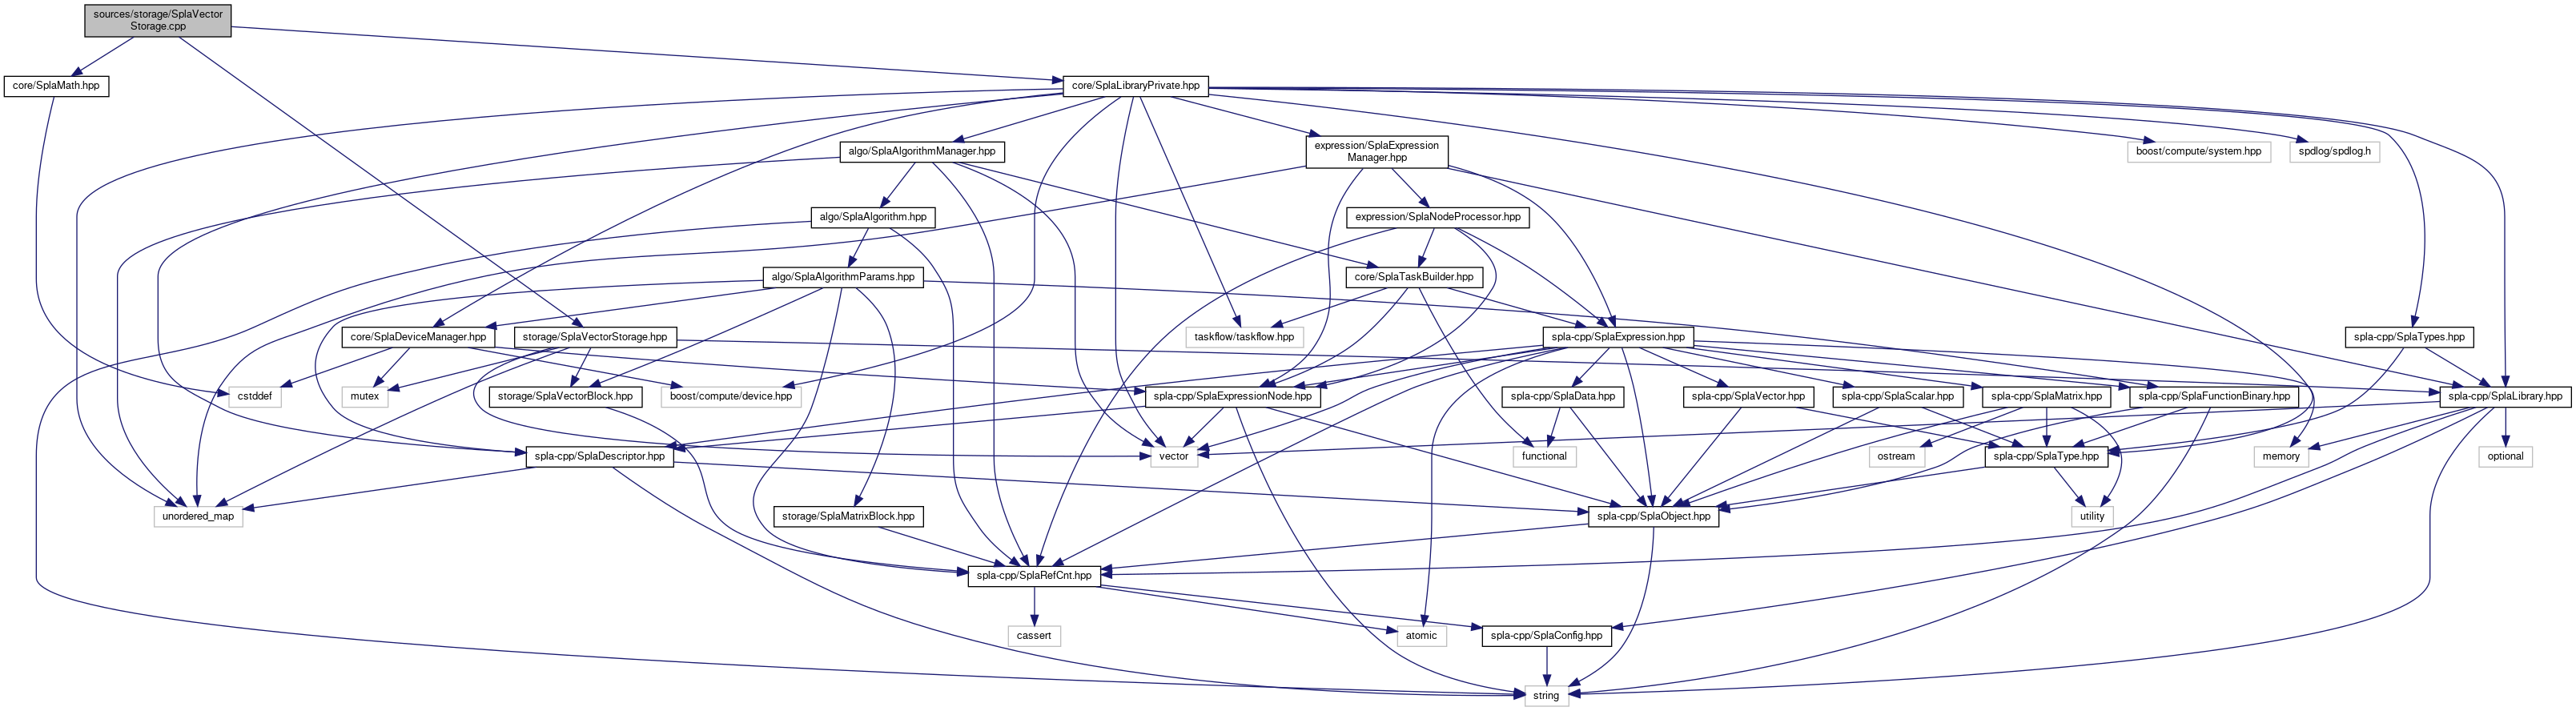 sources/storage/SplaVector
Storage.cpp
core/SplaMath.hpp
core/SplaLibraryPrivate.hpp
algo/SplaAlgorithmManager.hpp
expression/SplaExpression
Manager.hpp
boost/compute/system.hpp
spdlog/spdlog.h
algo/SplaAlgorithm.hpp
expression/SplaNodeProcessor.hpp
algo/SplaAlgorithmParams.hpp
core/SplaTaskBuilder.hpp
core/SplaDeviceManager.hpp
storage/SplaVectorStorage.hpp
taskflow/taskflow.hpp
spla-cpp/SplaExpression.hpp
spla-cpp/SplaTypes.hpp
cstddef
mutex
storage/SplaVectorBlock.hpp
boost/compute/device.hpp
spla-cpp/SplaExpressionNode.hpp
spla-cpp/SplaData.hpp
spla-cpp/SplaVector.hpp
spla-cpp/SplaScalar.hpp
spla-cpp/SplaMatrix.hpp
spla-cpp/SplaFunctionBinary.hpp
spla-cpp/SplaLibrary.hpp
spla-cpp/SplaDescriptor.hpp
vector
functional
ostream
spla-cpp/SplaType.hpp
memory
optional
unordered_map
storage/SplaMatrixBlock.hpp
spla-cpp/SplaObject.hpp
utility
spla-cpp/SplaRefCnt.hpp
cassert
atomic
spla-cpp/SplaConfig.hpp
string